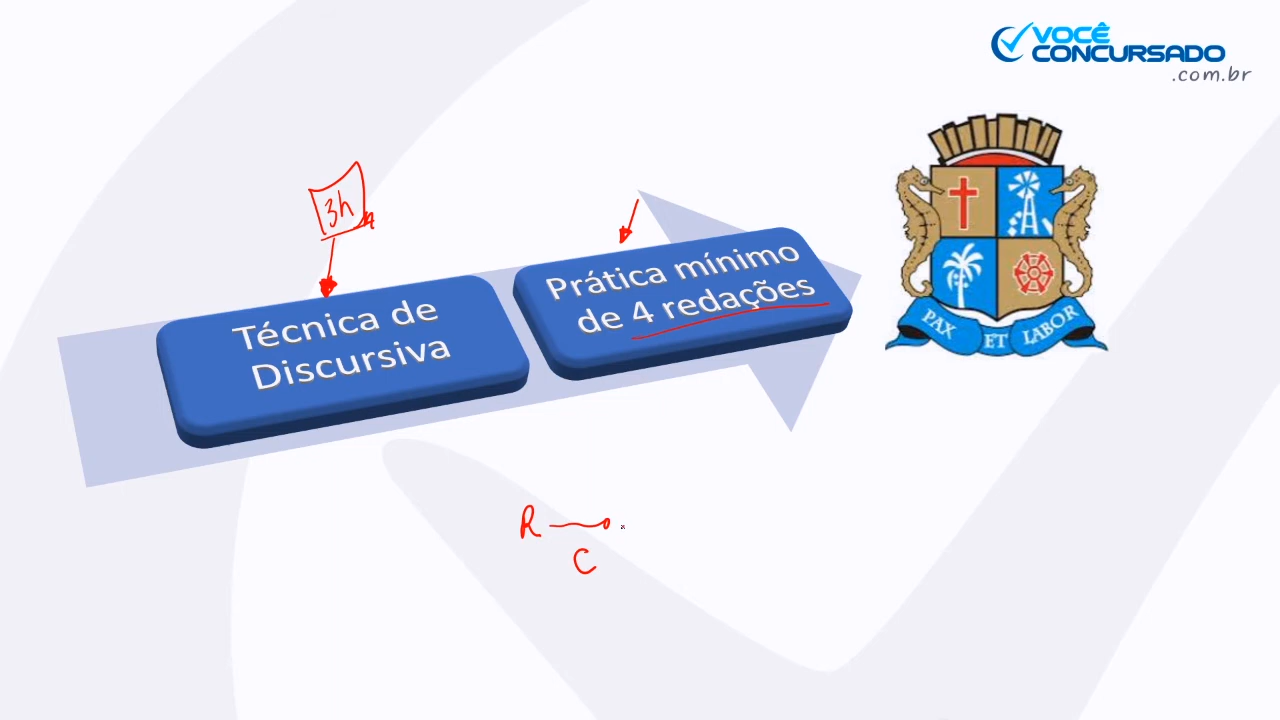 VOCÊ
CONCURSADO
.com.br
3h
Técnica de
Discursiva
Prática mínimo
de 4 redações
PAX ET LABOR
R
C